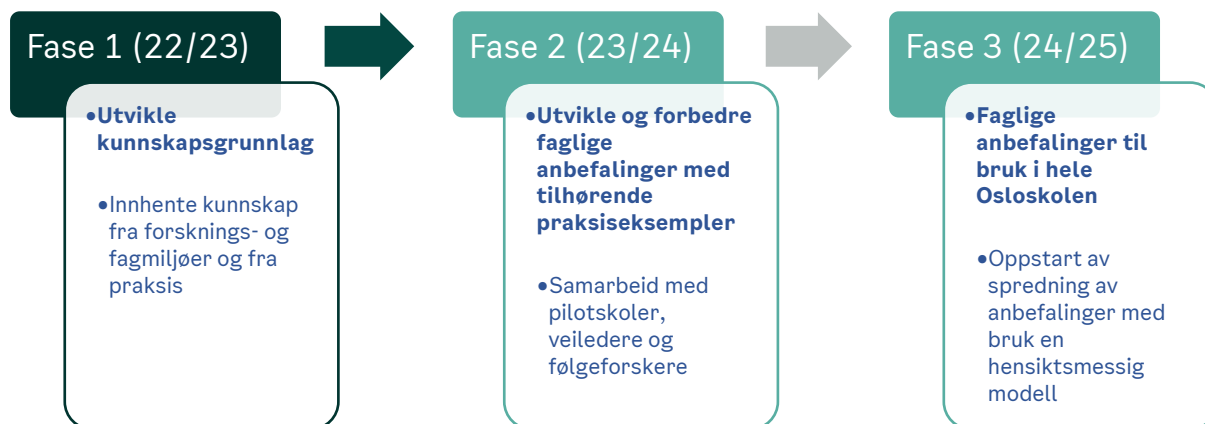 Fase 1 (22/23)
•Utvikle
kunnskapsgrunnlag
•Innhente kunnskap
fra forsknings- og
fagmiljøer og fra
praksis
Fase 2 (23/24)
•Utvikle og forbedre
faglige
anbefalinger med
tilhørende
praksiseksempler
•Samarbeid med
pilotskoler,
veiledere og
følgeforskere
Fase 3 (24/25)
•Faglige
anbefalinger til
bruk i hele
Osloskolen
•Oppstart av
spredning av
anbefalinger med
bruk en
hensiktsmessig
modell